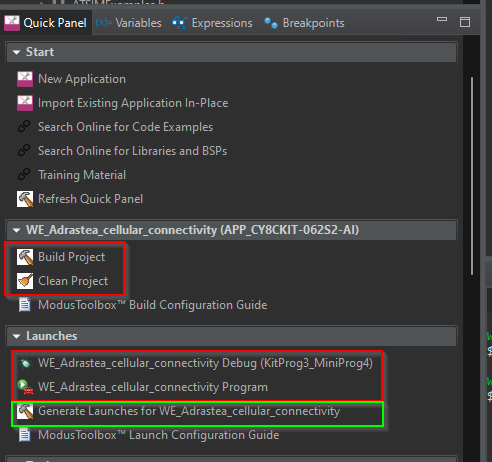 Quick Panel (x)= Variables Expressions Breakpoints
Start
New Application
Import Existing Application In-Place
Search Online for Code Examples
Search Online for Libraries and BSPs
Training Material
Refresh Quick Panel
WE_Adrastea_cellular_connectivity (APP_CY8CKIT-062S2-AI)
Build Project
Clean Project
ModusToolbox™ Build Configuration Guide
Launches
WE_Adrastea_cellular_connectivity Debug (KitProg3_MiniProg4)
WE_Adrastea_cellular_connectivity Program
Generate Launches for WE_Adrastea_cellular_connectivity
ModusToolbox™ Launch Configuration Guide